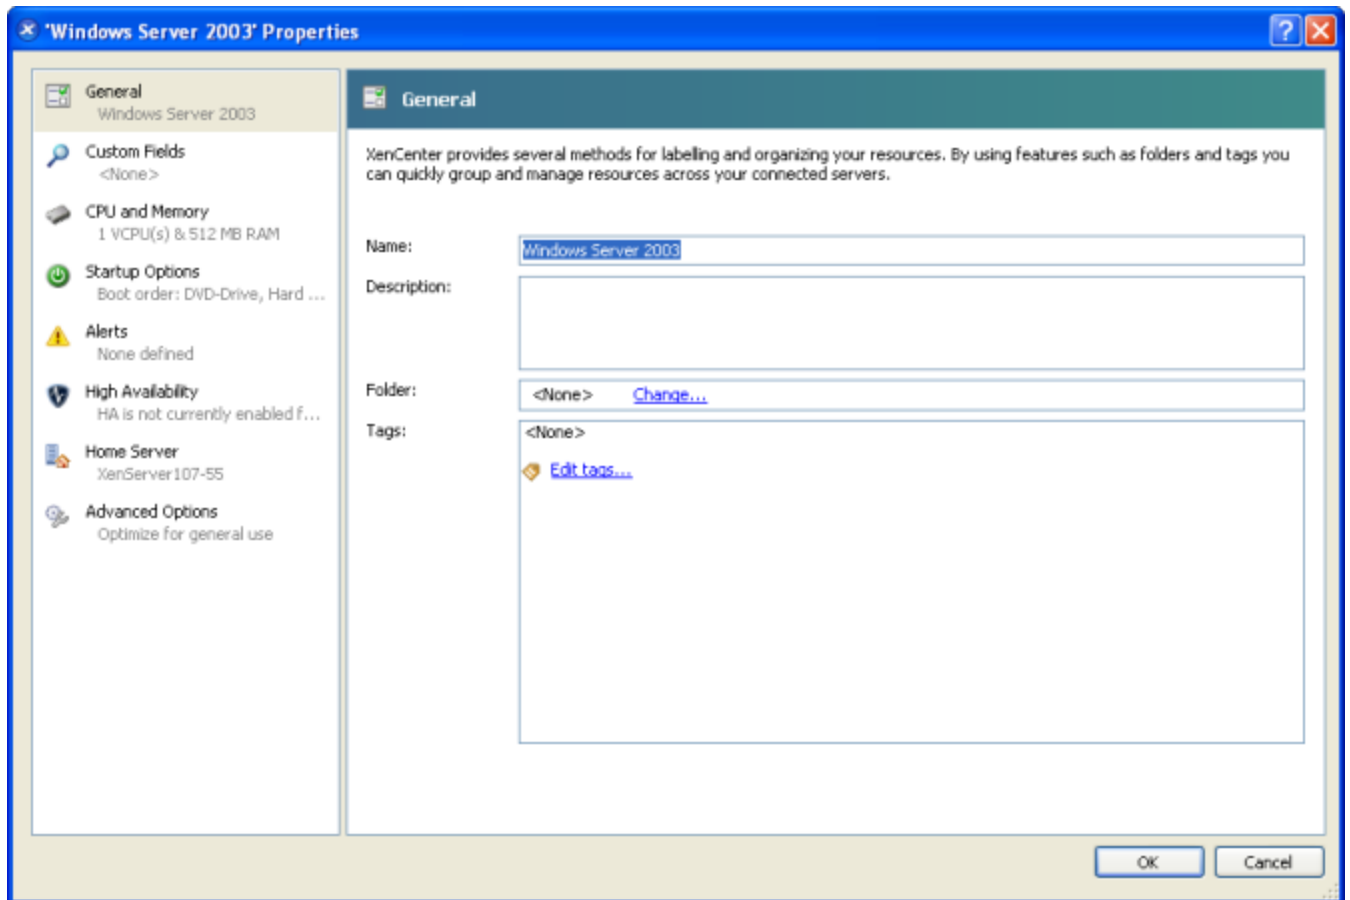 'Windows Server 2003' Properties
General
Windows Server 2003
Custom Fields
<None>
CPU and Memory
1 VCPU(s) & 512 MB RAM
Startup Options
Boot order: DVD-Drive, Hard ...
Alerts
None defined
High Availability
HA is not currently enabled f...
Home Server
XenServer107-55
Advanced Options
Optimize for general use
General
XenCenter provides several methods for labelling and organizing your resources. By using features such as folders and tags you
can quickly group and manage resources across your connected servers.
Name:
Windows Server 2003
Description:
Folder:
<None> Change...
Tags:
<None>
Edit tags...
OK
Cancel